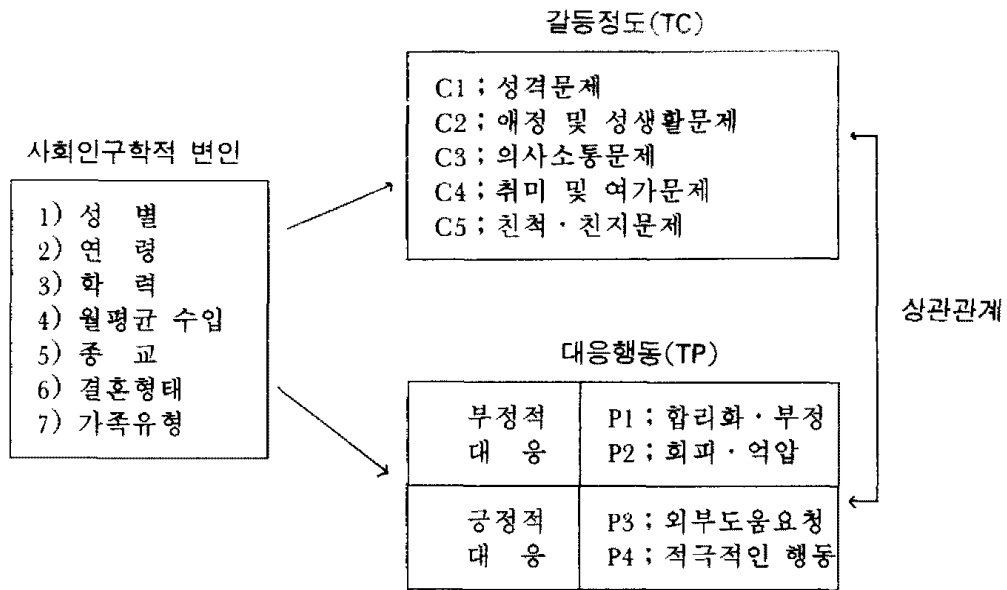 갈등정도(TC)
C1 ; 성격문제
C2 ; 애정 및 성생활문제
C3 ; 의사소통문제
C4 ; 취미 및 여가문제
C5 ; 친척 · 친지문제
사회인구학적 변인
1) 성 별
2) 연 령
3) 학 력
4) 월평균 수입
5) 종 교
6) 결혼형태
7) 가족유형
상관관계
대응행동(TP)
부정적
대 응
P1 ; 합리화 · 부정
P2 ; 회피 · 억압
긍정적
대 응
P3 ; 외부도움요청
P4 ; 적극적인 행동